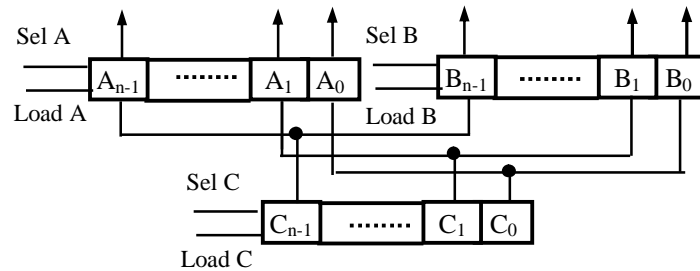 Sel A
Sel B
A_{n-1} ........ A_1 A_0
B_{n-1} ........ B_1 B_0
Load A
Load B
Sel C
C_{n-1} ........ C_1 C_0
Load C